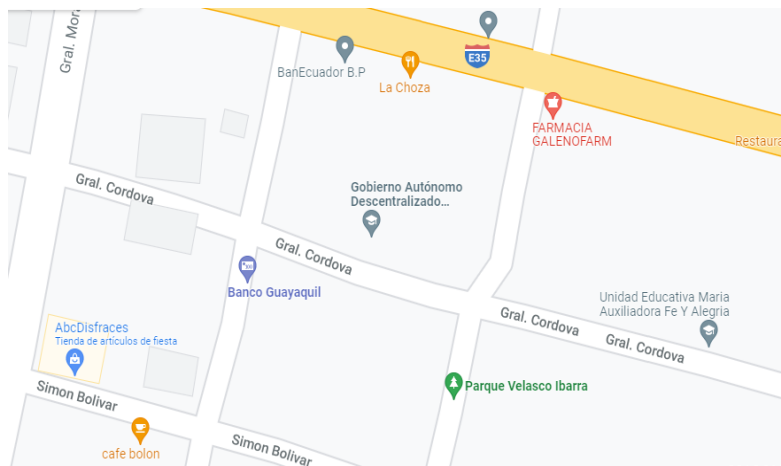 Gral. Mora
BanEcuador B.P
La Choza
E35
FARMACIA
GALENOFARM
Restaura
Gral. Cordova
Gobierno Autónomo
Descentralizado...
Gral. Cordova
Banco Guayaquil
Unidad Educativa Maria
Auxiliadora Fe Y Alegria
Gral. Cordova
Gral. Cordova
AbcDisfraces
Tienda de artículos de fiesta
Parque Velasco Ibarra
Simon Bolivar
cafe bolon
Simon Bolivar